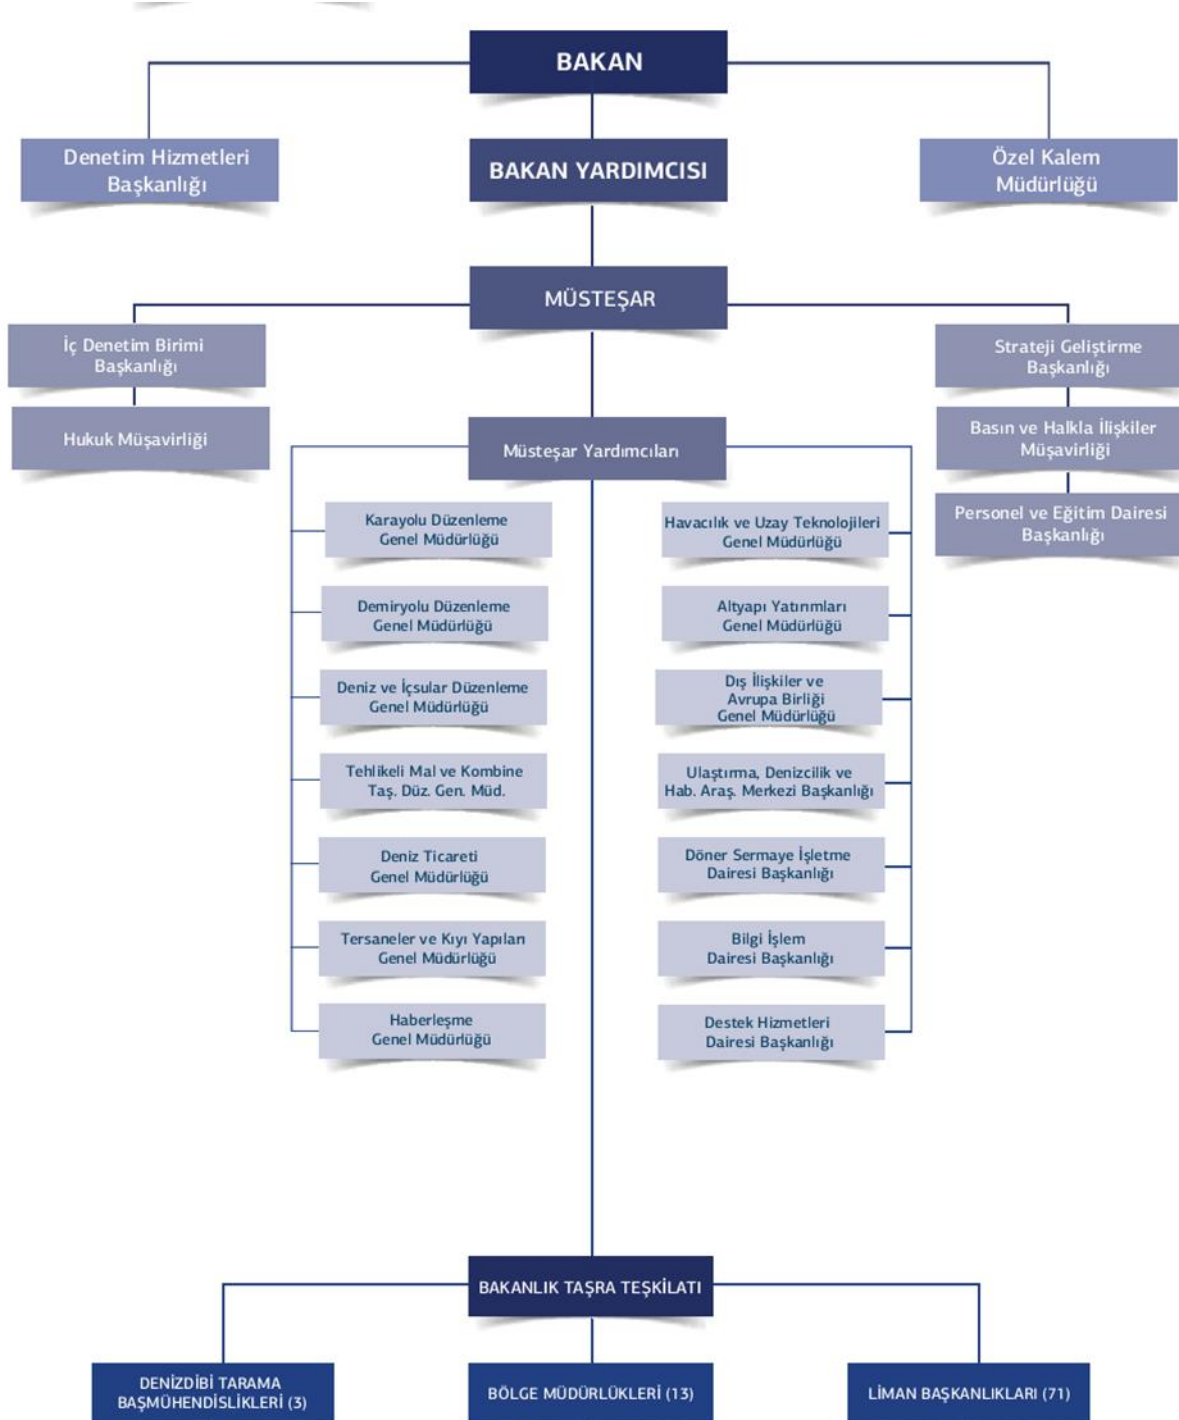 BAKAN
Denetim Hizmetleri
Başkanlığı
BAKAN YARDIMCISI
Özel Kalem
Müdürlüğü
MÜSTEŞAR
İç Denetim Birimi
Başkanlığı
Hukuk Müşavirliği
Strateji Geliştirme
Başkanlığı
Basın ve Halkla İlişkiler
Müşavirliği
Personel ve Eğitim Dairesi
Başkanlığı
Müsteşar Yardımcıları
Karayolu Düzenleme
Genel Müdürlüğü
Demiryolu Düzenleme
Genel Müdürlüğü
Deniz ve İçsular Düzenleme
Genel Müdürlüğü
Tehlikeli Mal ve Kombine
Taş. Düz. Gen. Müd.
Deniz Ticareti
Genel Müdürlüğü
Tersaneler ve Kıyı Yapıları
Genel Müdürlüğü
Haberleşme
Genel Müdürlüğü
Havacılık ve Uzay Teknolojileri
Genel Müdürlüğü
Altyapı Yatırımları
Genel Müdürlüğü
Dış İlişkiler ve
Avrupa Birliği
Genel Müdürlüğü
Ulaştırma, Denizcilik ve
Hab. Araş. Merkezi Başkanlığı
Döner Sermaye İşletme
Dairesi Başkanlığı
Bilgi İşlem
Dairesi Başkanlığı
Destek Hizmetleri
Dairesi Başkanlığı
BAKANLIK TAŞRA TEŞKİLATI
DENİZDİBİ TARAMA
BAŞMÜHENDİSLİKLERİ (3)
BÖLGE MÜDÜRLÜKLERİ (13)
LİMAN BAŞKANLIKLARI (71)